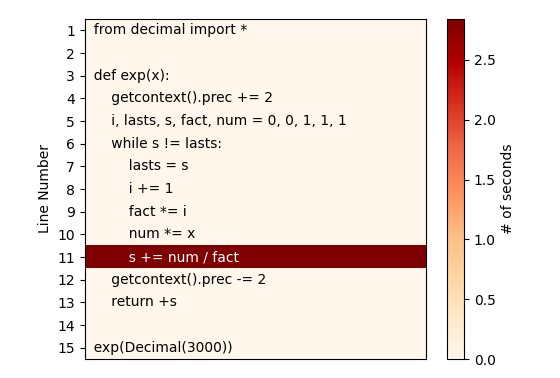 Line Number
1 from decimal import *
2
3 def exp(x):
4     getcontext().prec += 2
5     i, lasts, s, fact, num = 0, 0, 1, 1, 1
6     while s != lasts:
7         lasts = s
8         i += 1
9         fact *= i
10         num *= x
11         s += num / fact
12     getcontext().prec -= 2
13     return +s
14
15 exp(Decimal(3000))
2.5
2.0
1.5
1.0
0.5
0.0
# of seconds